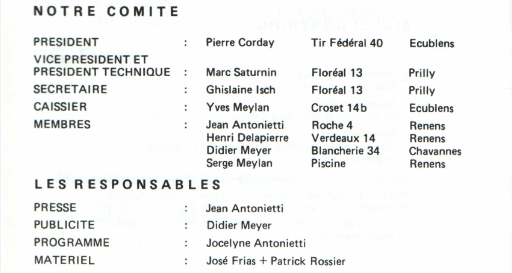 NOTRE COMITE
PRESIDENT : Pierre Corday Tir Fédéral 40 Ecublens
VICE PRESIDENT ET
PRESIDENT TECHNIQUE : Marc Saturnin Floréal 13 Prilly
SECRETAIRE : Ghislaine Isch Floréal 13 Prilly
CAISSIER : Yves Meylan Croset 14b Ecublens
MEMBRES : Jean Antonietti Roche 4 Renens
Henri Delapierre Verdeaux 14 Renens
Didier Meyer Blancherie 34 Chavannes
Serge Meylan Piscine Renens
LES RESPONSABLES
PRESSE : Jean Antonietti
PUBLICITE : Didier Meyer
PROGRAMME : Jocelyne Antonietti
MATERIEL : José Frias + Patrick Rossier